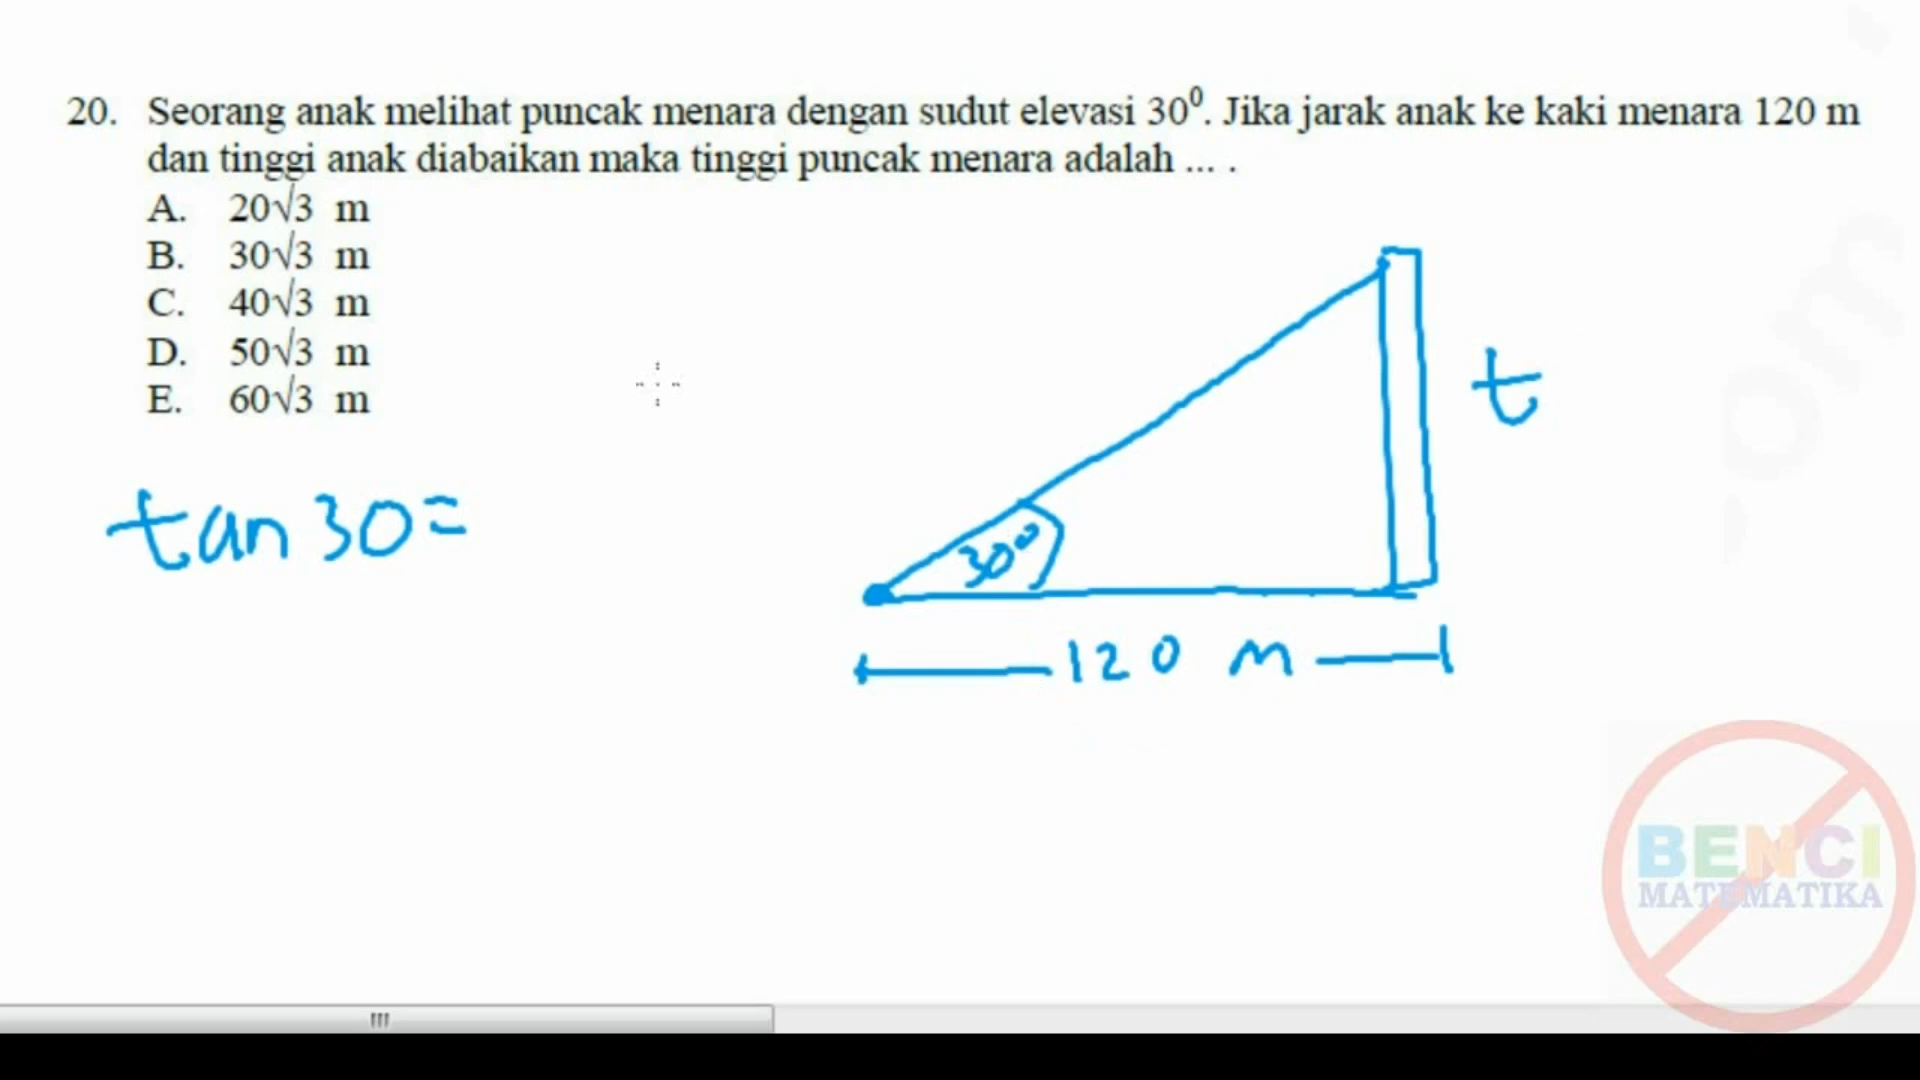 20. Seorang anak melihat puncak menara dengan sudut elevasi 30⁰. Jika jarak anak ke kaki menara 120 m
dan tinggi anak diabaikan maka tinggi puncak menara adalah ... .
A. 20√3 m
B. 30√3 m
C. 40√3 m
D. 50√3 m
E. 60√3 m
t
tan 30 =
30°
120 m
BENCI
MATEMATIKA